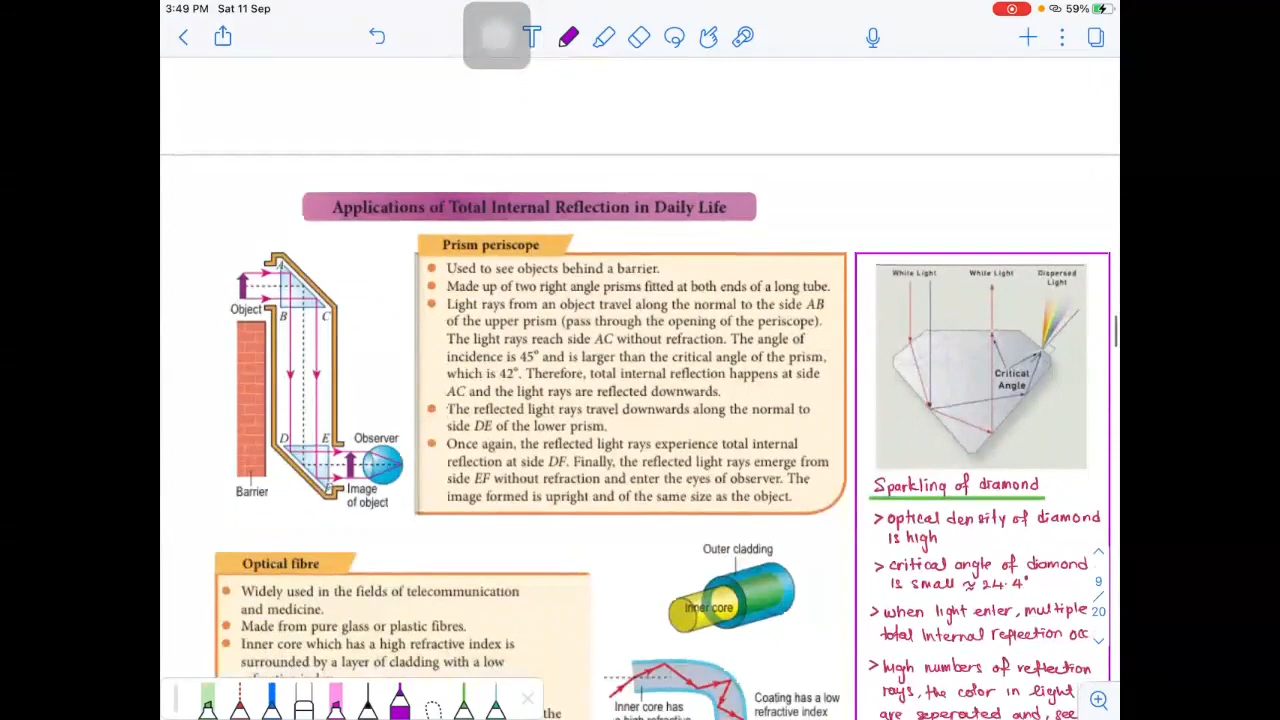 3:49 PM Sat 11 Sep
59%
T
Applications of Total Internal Reflection in Daily Life
Prism periscope
Used to see objects behind a barrier.
Made up of two right angle prisms fitted at both ends of a long tube.
Light rays from an object travel along the normal to the side AB
of the upper prism (pass through the opening of the periscope).
The light rays reach side AC without refraction. The angle of
incidence is 45° and is larger than the critical angle of the prism,
which is 42°. Therefore, total internal reflection happens at side
AC and the light rays are reflected downwards.
The reflected light rays travel downwards along the normal to
side DE of the lower prism.
Once again, the reflected light rays experience total internal
reflection at side DF. Finally, the reflected light rays emerge from
side EF without refraction and enter the eyes of observer. The
image formed is upright and of the same size as the object.
A
Object
B
C
D
E
Observer
Barrier
Image
of object
White Light
White Light
Dispersed
Light
Critical
Angle
Sparkling of diamond
> optical density of diamond
is high
> critical angle of diamond
is small ≈ 24.4°
> when light enter, multiple
total internal reflection occ
> high numbers of reflection
rays, the color in light
are seperated and, see
9
20
Optical fibre
Widely used in the fields of telecommunication
and medicine.
Made from pure glass or plastic fibres.
Inner core which has a high refractive index is
surrounded by a layer of cladding with a low
the
Outer cladding
Inner core
Inner core has
a high refractive
Coating has a low
refractive index